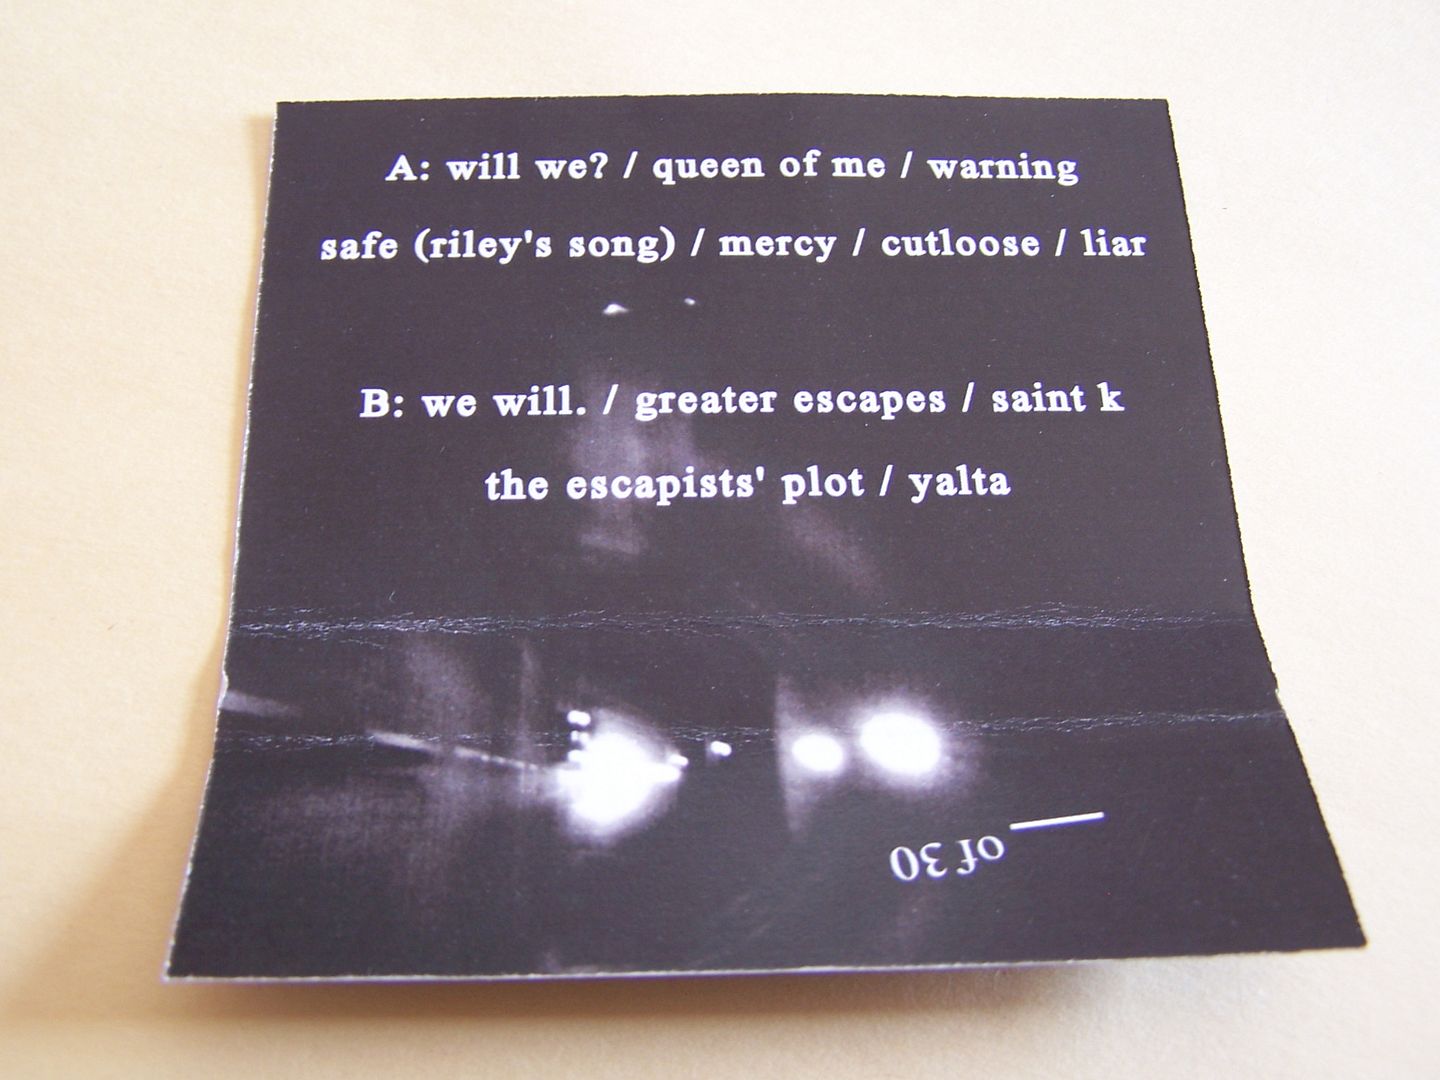 A: will we? / queen of me / warning
safe (riley's song) / mercy / cutloose / liar
B: we will. / greater escapes / saint k
the escapists' plot / yalta
of 30